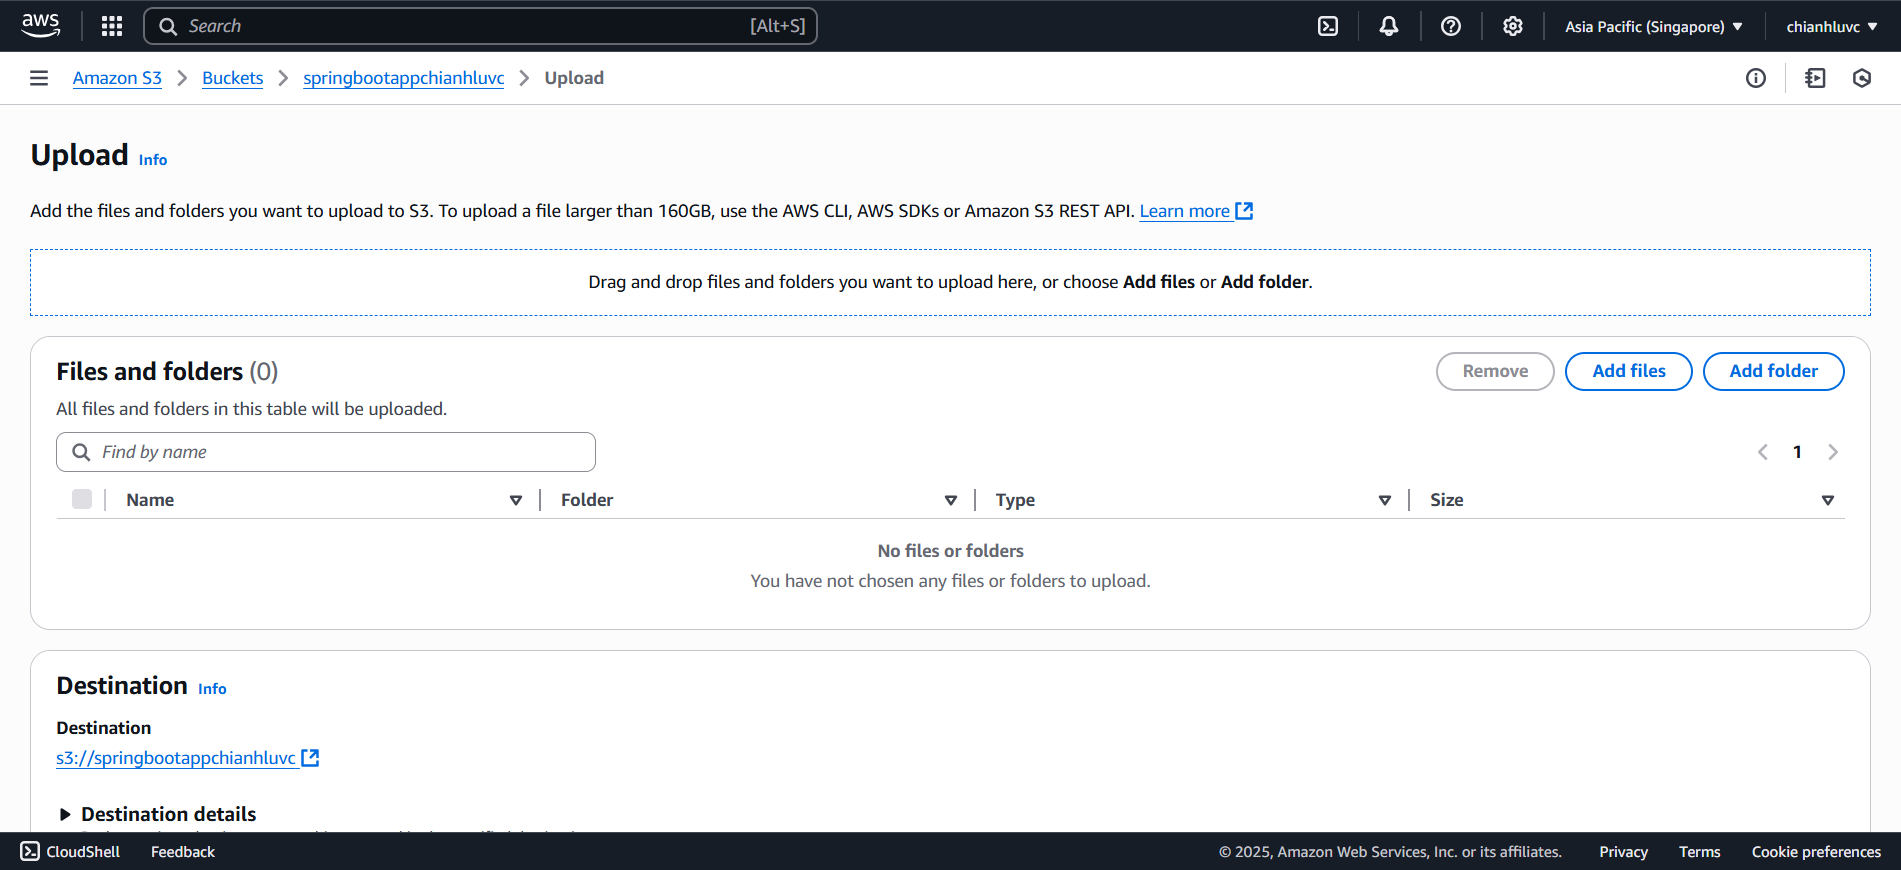 aws Search [Alt+S] Asia Pacific (Singapore) chianhluvc
Amazon S3 Buckets springbootappchianhluvc Upload
Upload Info
Add the files and folders you want to upload to S3. To upload a file larger than 160GB, use the AWS CLI, AWS SDKs or Amazon S3 REST API. Learn more
Drag and drop files and folders you want to upload here, or choose Add files or Add folder.
Files and folders (0) Remove Add files Add folder
All files and folders in this table will be uploaded.
Find by name 1
Name Folder Type Size
No files or folders
You have not chosen any files or folders to upload.
Destination Info
Destination
s3://springbootappchianhluvc
Destination details
CloudShell Feedback © 2025, Amazon Web Services, Inc. or its affiliates. Privacy Terms Cookie preferences